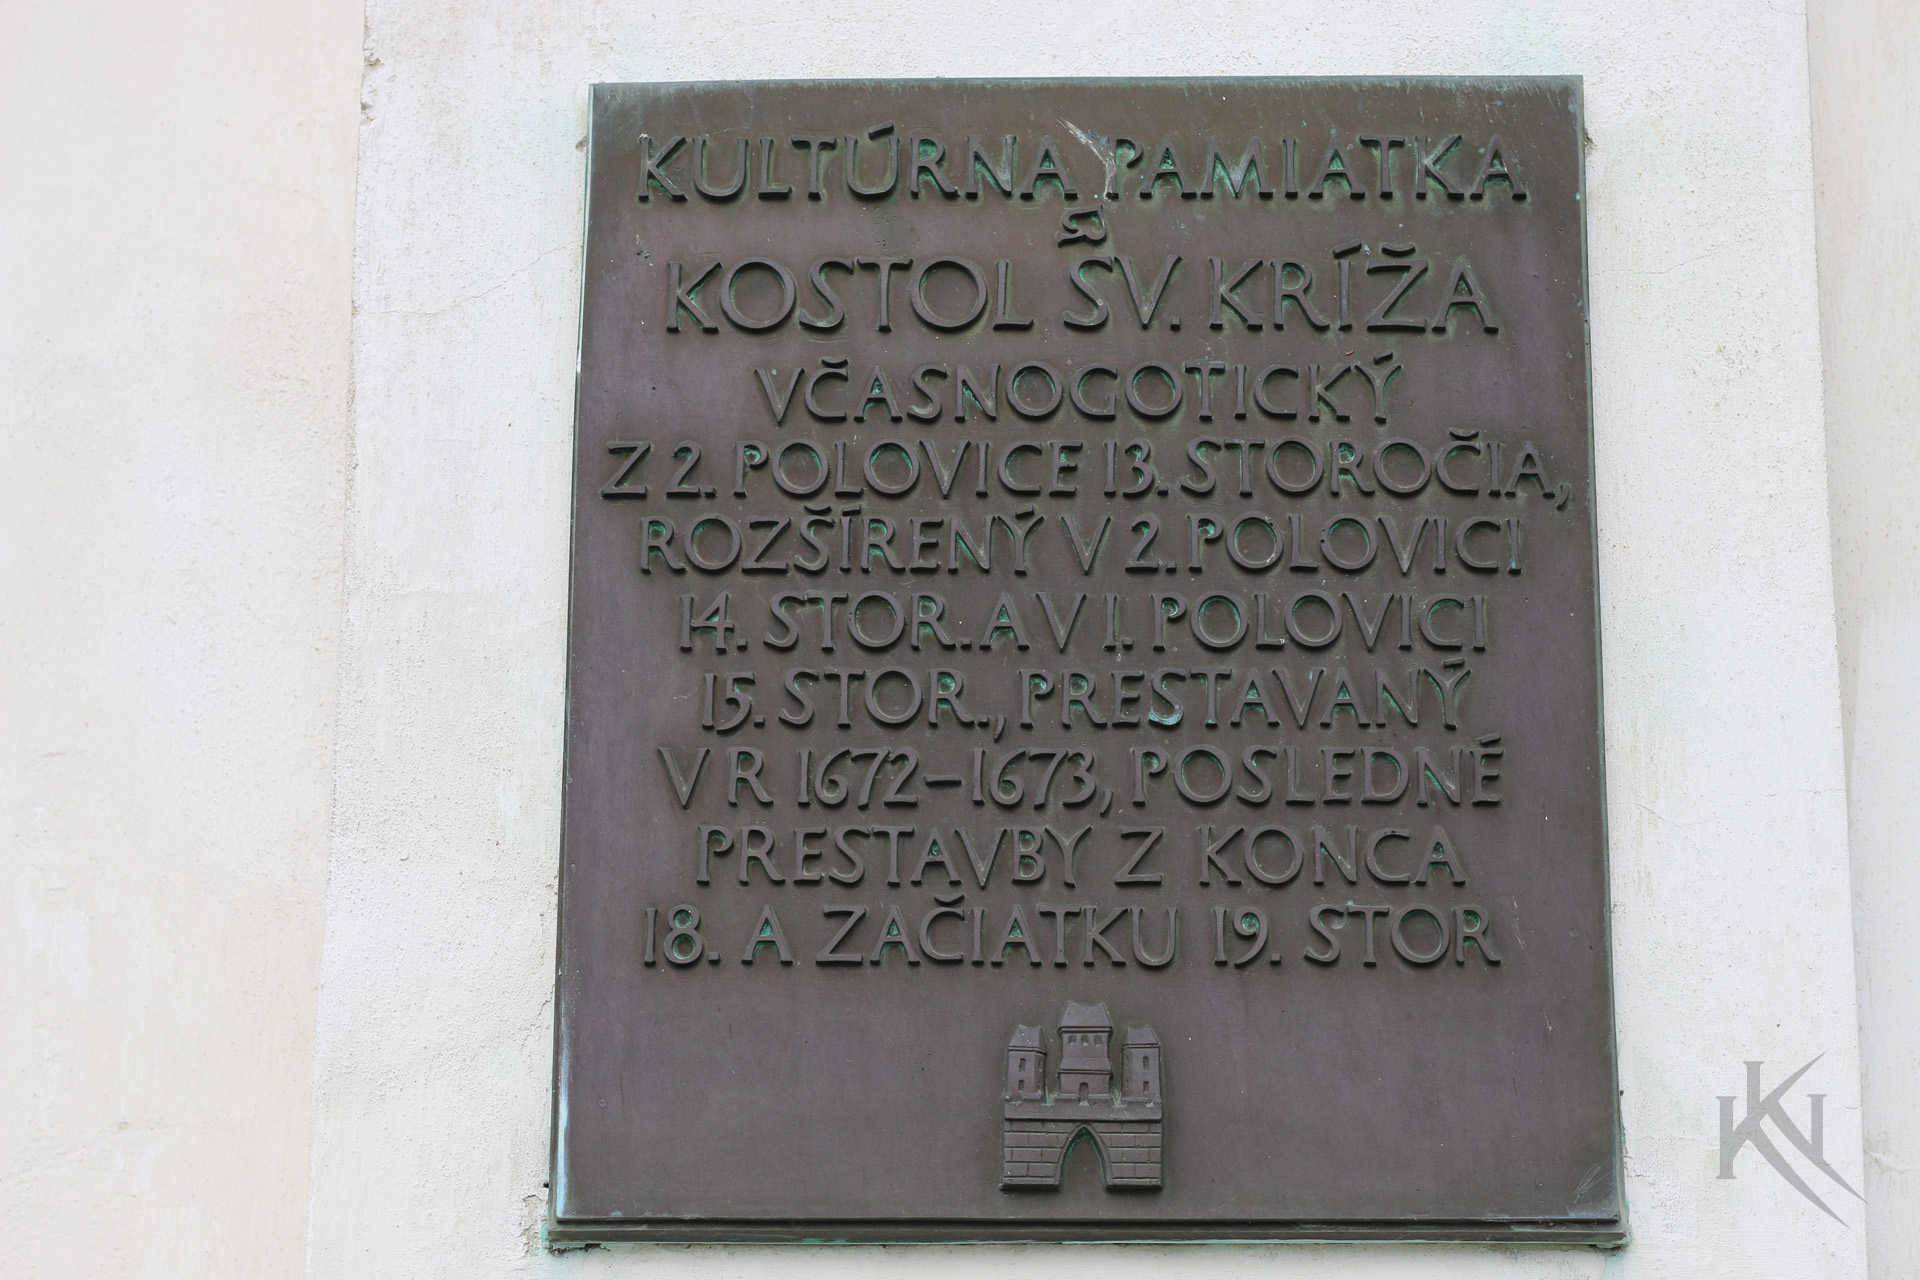 KULTÚRNA PAMIATKA
KOSTOL SV. KRÍŽA
VČASNOGOTICKÝ
Z 2. POLOVICE 13. STOROČIA,
ROZŠÍRENÝ V 2. POLOVICI
14. STOR. A V 1. POLOVICI
15. STOR., PRESTAVANÝ
V R 1672-1673, POSLEDNÉ
PRESTAVBY Z KONCA
18. A ZAČIATKU 19. STOR
KN